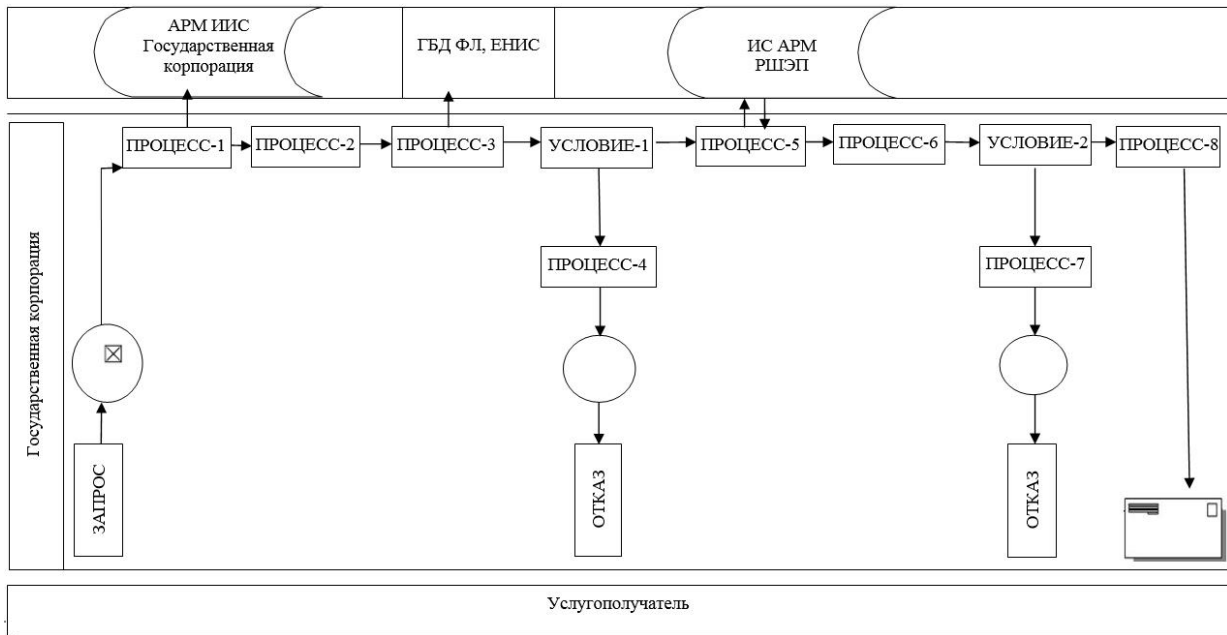 АРМ ИИС
Государственная
корпорация
ГБД ФЛ, ЕНИС
ИС АРМ
РШЭП
ПРОЦЕСС-1
ПРОЦЕСС-2
ПРОЦЕСС-3
УСЛОВИЕ-1
ПРОЦЕСС-5
ПРОЦЕСС-6
УСЛОВИЕ-2
ПРОЦЕСС-8
ПРОЦЕСС-4
ПРОЦЕСС-7
Государственная корпорация
ЗАПРОС
ОТКАЗ
ОТКАЗ
Услугополучатель